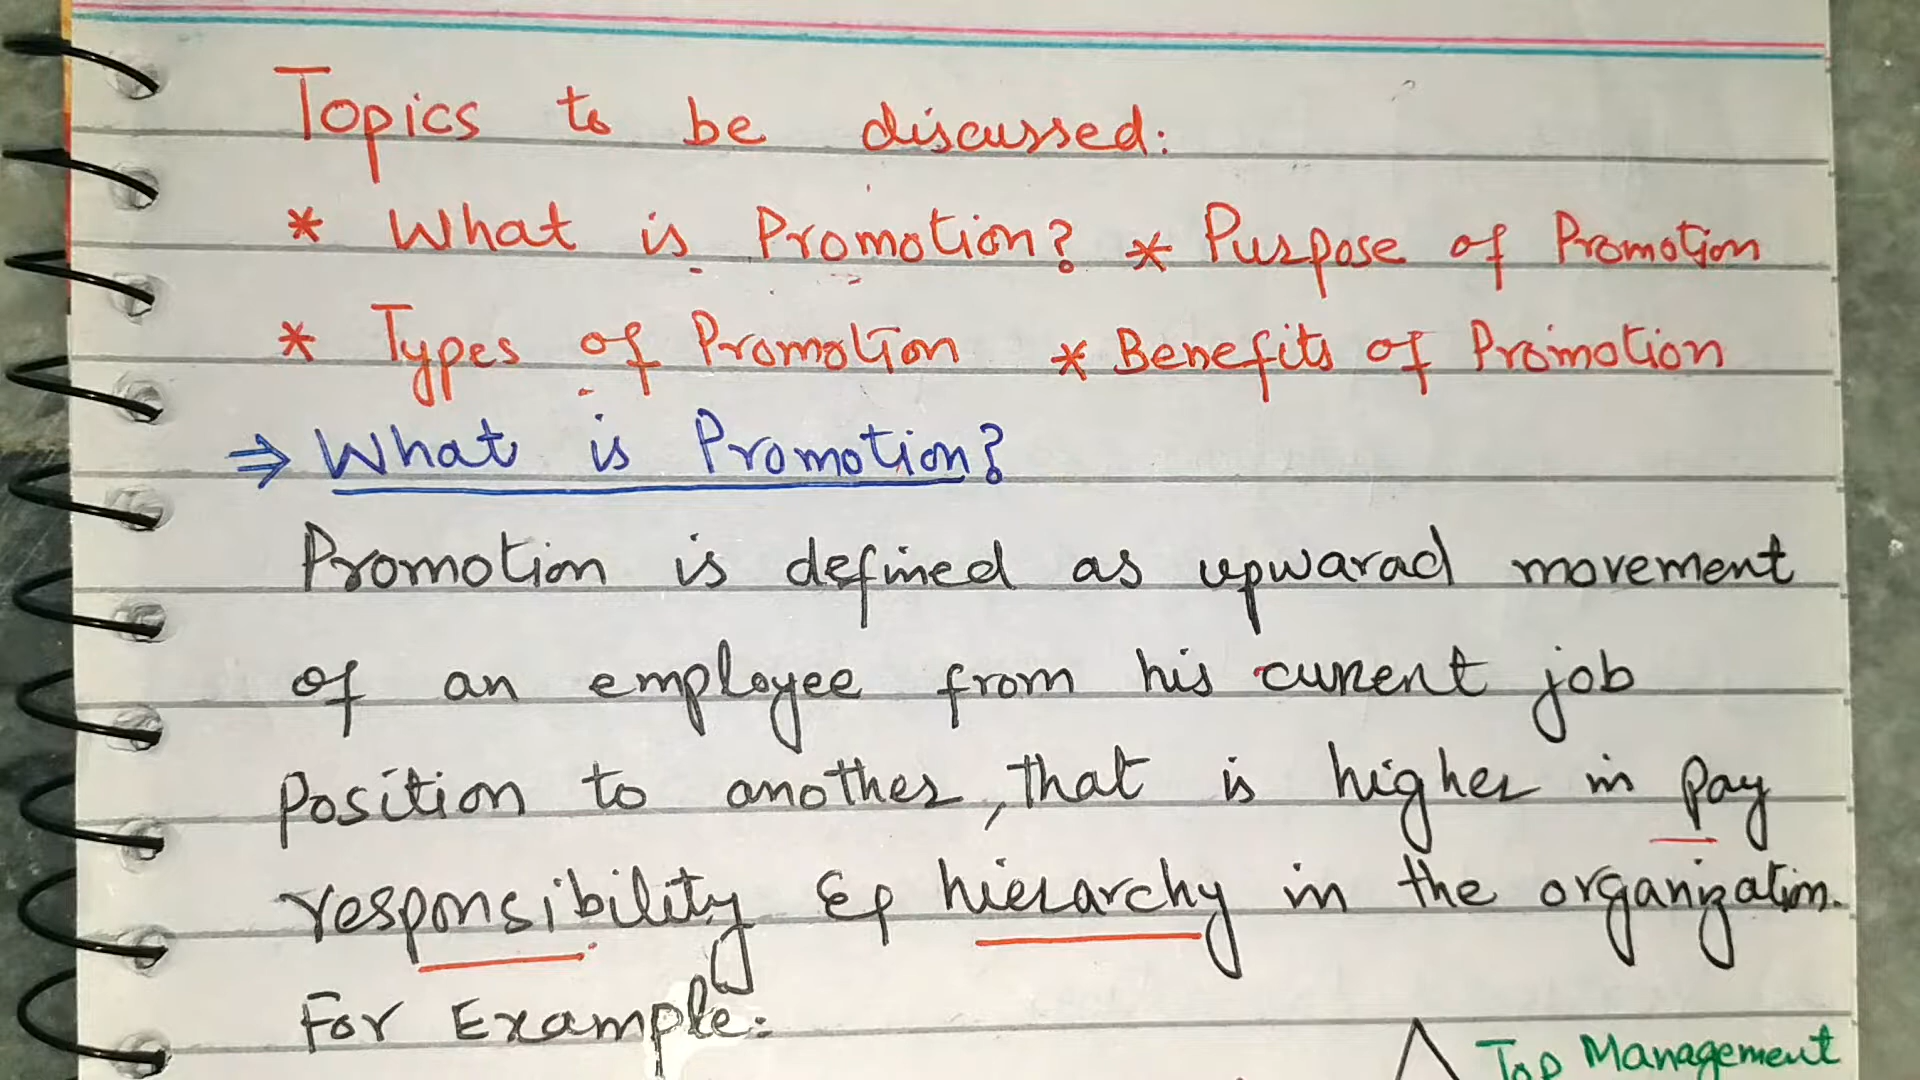 Topics to be discussed:
* What is Promotion? * Purpose of Promotion
* Types of Promotion * Benefits of Promotion
⇒ What is Promotion?
Promotion is defined as upwarad movement
of an employee from his current job
Position to another, that is higher in pay
responsibility & hierarchy in the organization.
For Example:
Top Management